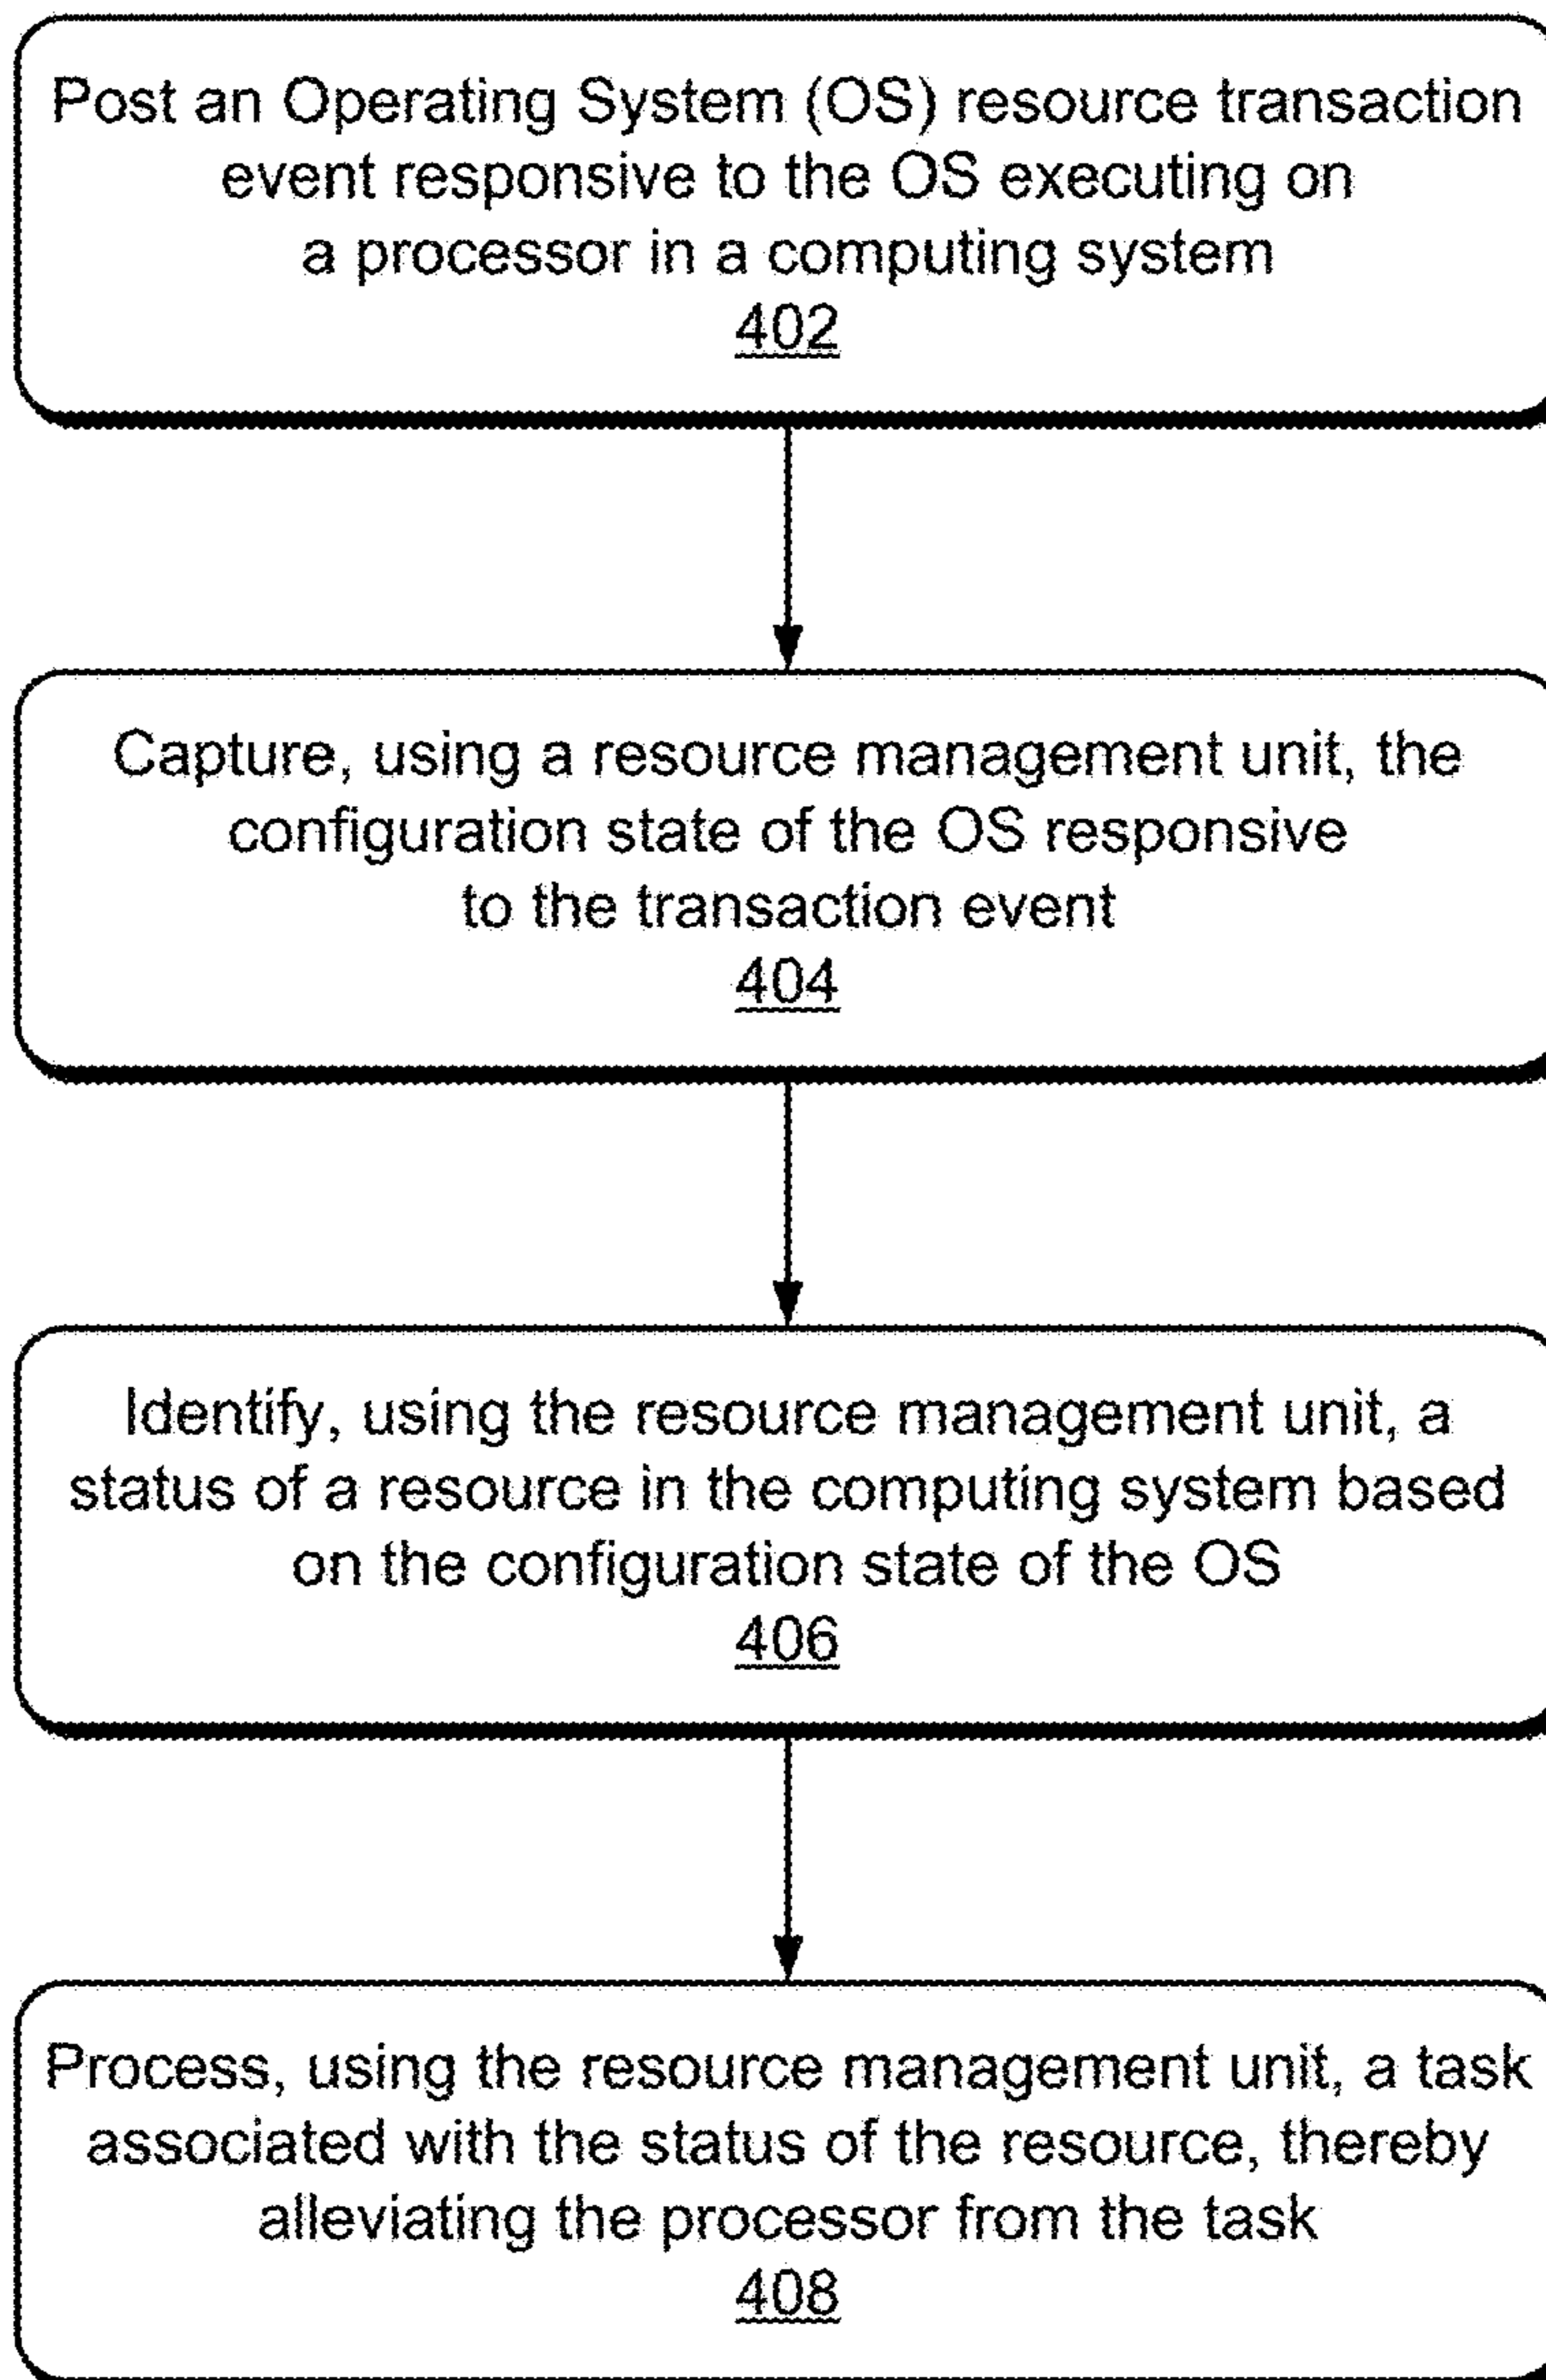 Post an Operating System (OS) resource transaction
event responsive to the OS executing on
a processor in a computing system
402
Capture, using a resource management unit, the
configuration state of the OS responsive
to the transaction event
404
Identify, using the resource management unit, a
status of a resource in the computing system based
on the configuration state of the OS
406
Process, using the resource management unit, a task
associated with the status of the resource, thereby
alleviating the processor from the task
408